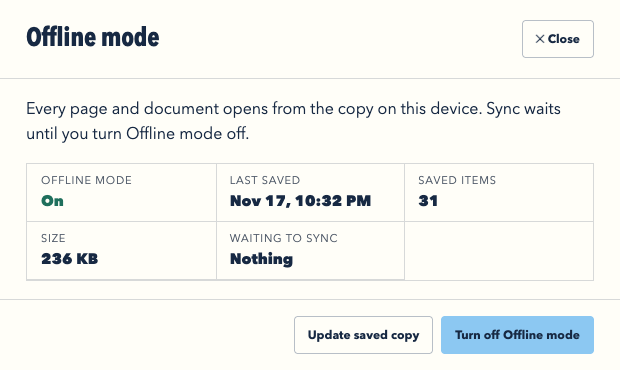 Offline mode
× Close
Every page and document opens from the copy on this device. Sync waits
until you turn Offline mode off.
OFFLINE MODE
On
LAST SAVED
Nov 17, 10:32 PM
SAVED ITEMS
31
SIZE
236 KB
WAITING TO SYNC
Nothing
Update saved copy
Turn off Offline mode